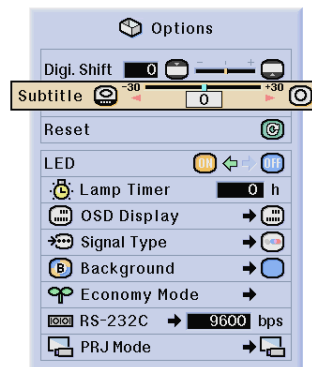 Options
Digi. Shift 0 - +
Subtitle -30 0 +30
Reset
LED ON OFF
Lamp Timer 0 h
OSD Display
Signal Type
B Background
Economy Mode
RS-232C 9600 bps
PRJ Mode